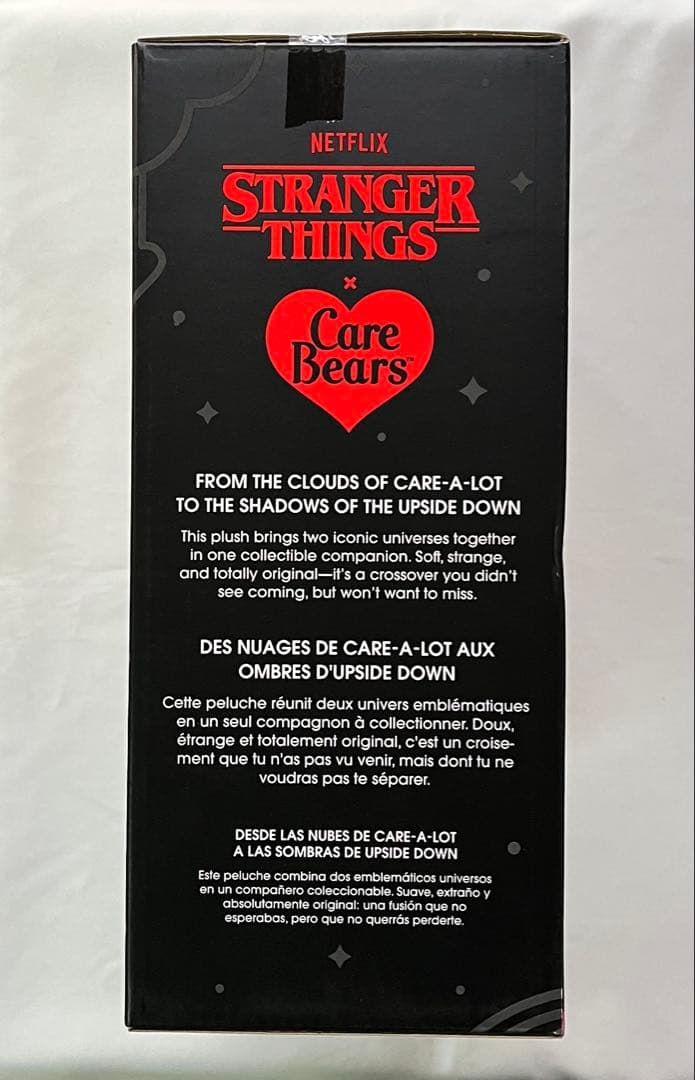 NETFLIX
STRANGER
THINGS
×
Care
Bears™
FROM THE CLOUDS OF CARE-A-LOT
TO THE SHADOWS OF THE UPSIDE DOWN
This plush brings two iconic universes together
in one collectible companion. Soft, strange,
and totally original—it's a crossover you didn't
see coming, but won't want to miss.
DES NUAGES DE CARE-A-LOT AUX
OMBRES D'UPSIDE DOWN
Cette peluche réunit deux univers emblématiques
en un seul compagnon à collectionner. Doux,
étrange et totalement original, c'est un croise-
ment que tu n'as pas vu venir, mais dont tu ne
voudras pas te séparer.
DESDE LAS NUBES DE CARE-A-LOT
A LAS SOMBRAS DE UPSIDE DOWN
Este peluche combina dos emblemáticos universos
en un compañero coleccionable. Suave, extraño y
absolutamente original: una fusión que no
esperabas, pero que no querrás perderte.